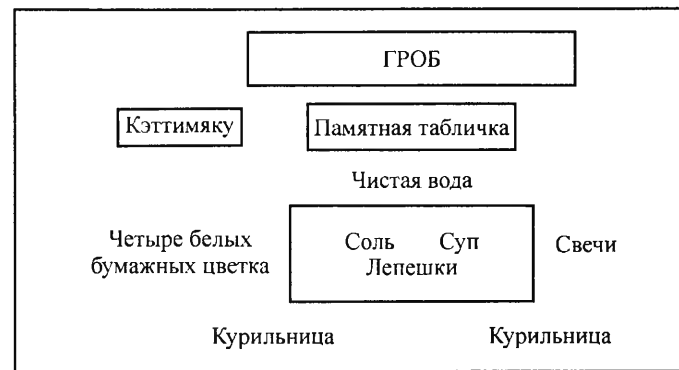 ГРОБ
Кэттимяку
Памятная табличка
Чистая вода
Четыре белых
бумажных цветка
Соль Суп
Лепешки
Свечи
Курильница
Курильница